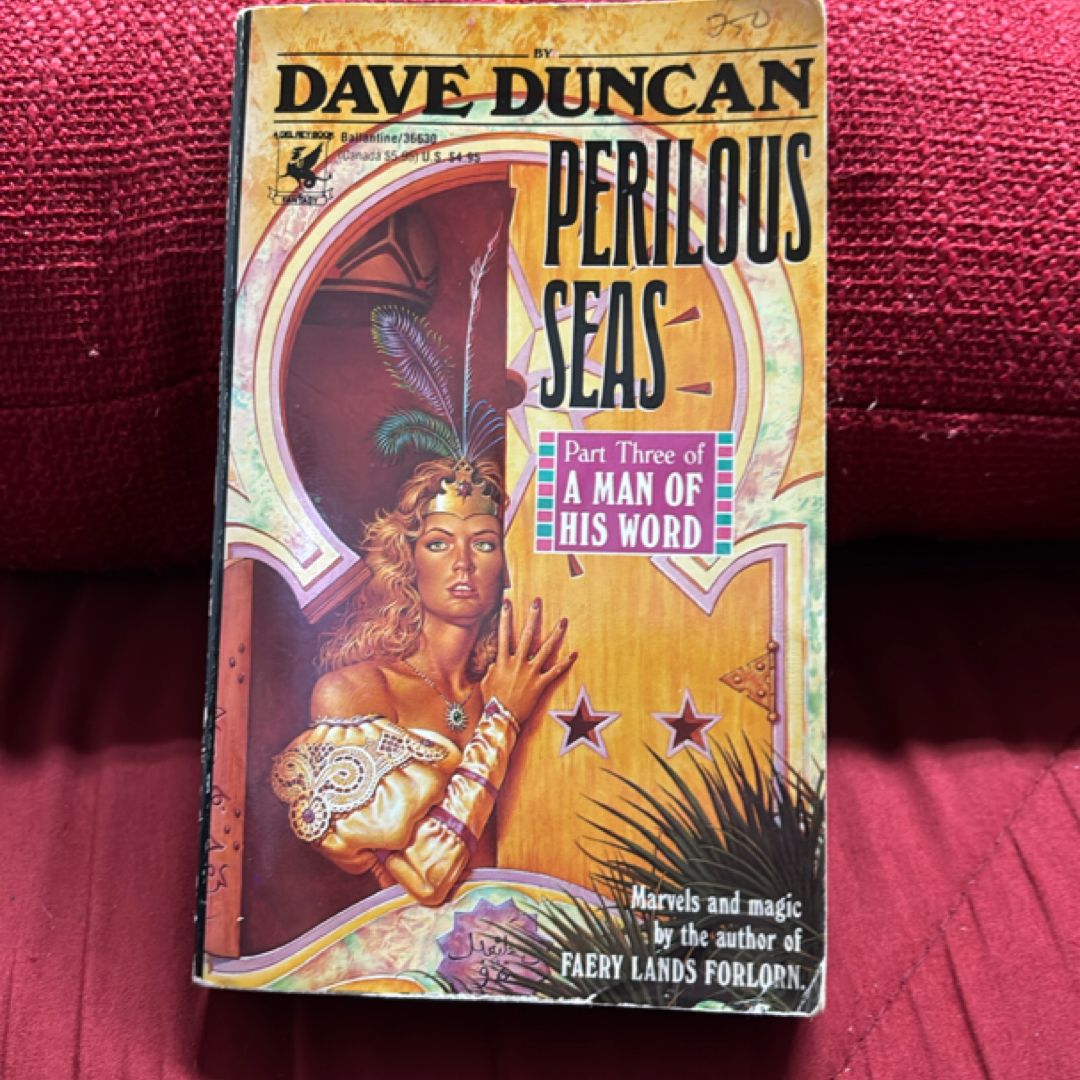 BY
DAVE DUNCAN
A DEL REY BOOK
FANTASY
Ballantine/36630
(Canada $5.95) U.S. $4.95
PERILOUS
SEAS
Part Three of
A MAN OF
HIS WORD
Marvels and magic
by the author of
FAERY LANDS FORLORN.